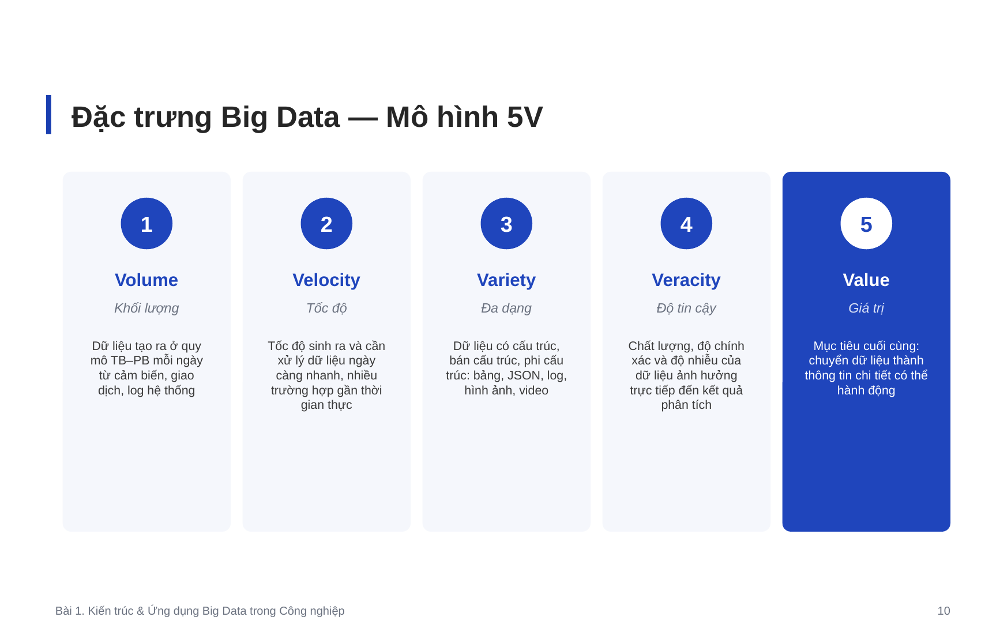 Đặc trưng Big Data — Mô hình 5V
1
Volume
Khối lượng
Dữ liệu tạo ra ở quy
mô TB–PB mỗi ngày
từ cảm biến, giao
dịch, log hệ thống
2
Velocity
Tốc độ
Tốc độ sinh ra và cần
xử lý dữ liệu ngày
càng nhanh, nhiều
trường hợp gần thời
gian thực
3
Variety
Đa dạng
Dữ liệu có cấu trúc,
bán cấu trúc, phi cấu
trúc: bảng, JSON, log,
hình ảnh, video
4
Veracity
Độ tin cậy
Chất lượng, độ chính
xác và độ nhiễu của
dữ liệu ảnh hưởng
trực tiếp đến kết quả
phân tích
5
Value
Giá trị
Mục tiêu cuối cùng:
chuyển dữ liệu thành
thông tin chi tiết có thể
hành động
Bài 1. Kiến trúc & Ứng dụng Big Data trong Công nghiệp
10